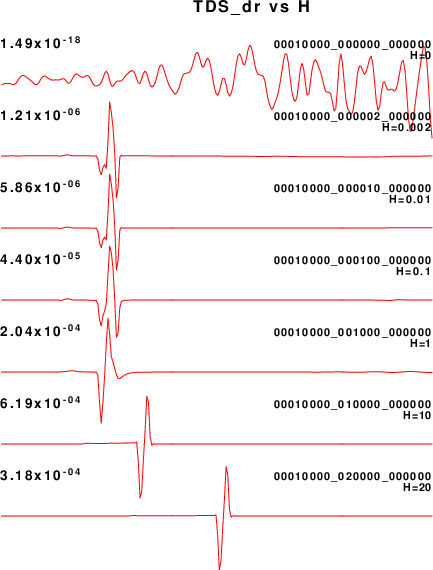 TDS_dr vs H
1.49x10-18 00010000_000000_000000
H=0
1.21x10-06 00010000_000002_000000
H=0.002
5.86x10-06 00010000_000010_000000
H=0.01
4.40x10-05 00010000_000100_000000
H=0.1
2.04x10-04 00010000_001000_000000
H=1
6.19x10-04 00010000_010000_000000
H=10
3.18x10-04 00010000_020000_000000
H=20